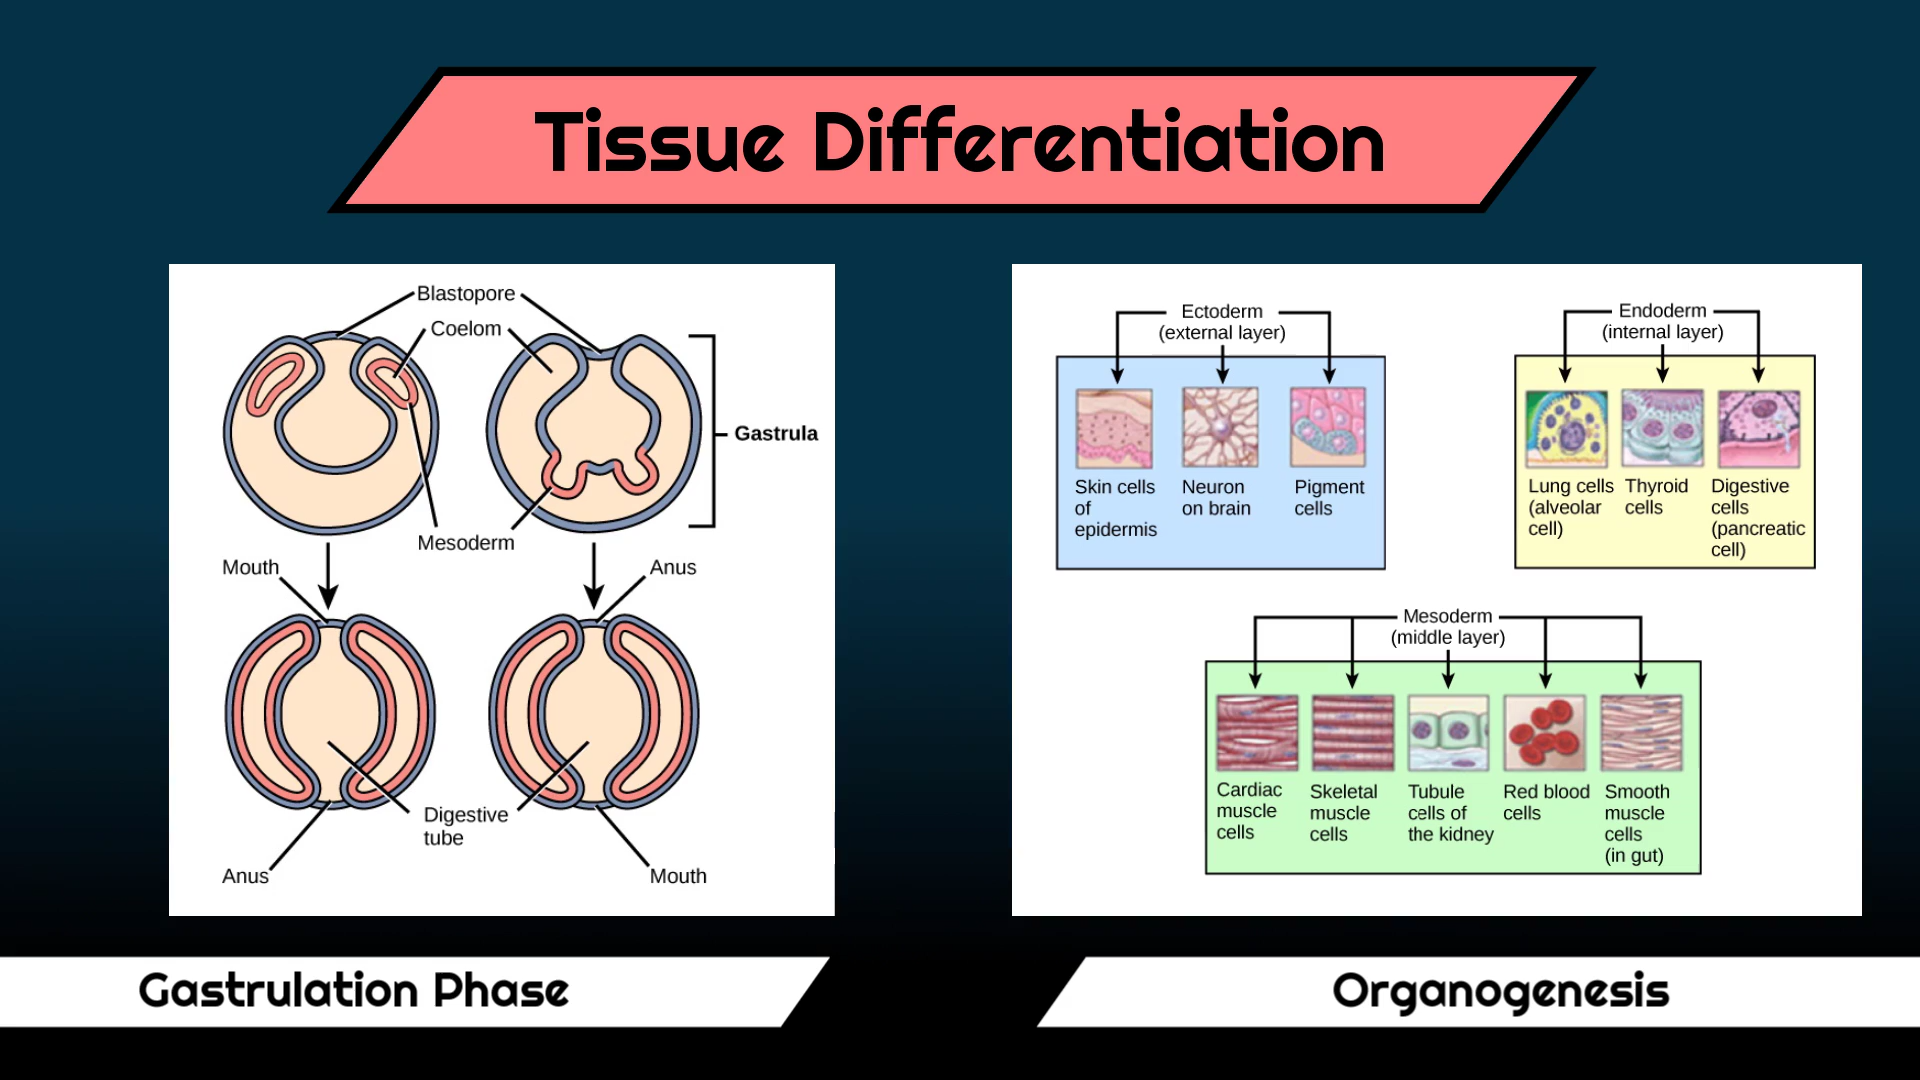 Tissue Differentiation
Blastopore
Coelom
Gastrula
Mesoderm
Mouth
Anus
Digestive
tube
Anus
Mouth
Gastrulation Phase
Ectoderm
(external layer)
Skin cells
of
epidermis
Neuron
on brain
Pigment
cells
Endoderm
(internal layer)
Lung cells
(alveolar
cell)
Thyroid
cells
Digestive
cells
(pancreatic
cell)
Mesoderm
(middle layer)
Cardiac
muscle
cells
Skeletal
muscle
cells
Tubule
cells of
the kidney
Red blood
cells
Smooth
muscle
cells
(in gut)
Organogenesis